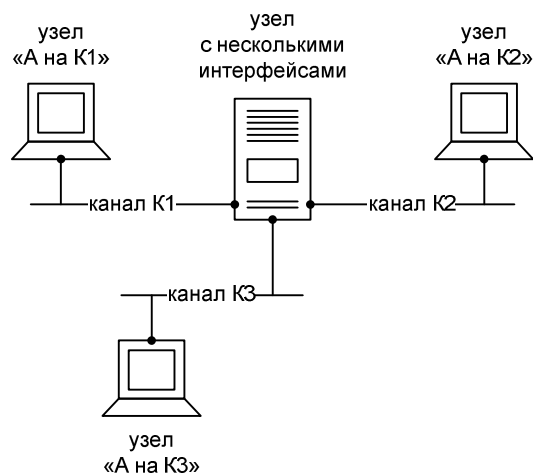 узел
«А на К1»
узел
с несколькими
интерфейсами
узел
«А на К2»
канал К1
канал К2
канал К3
узел
«А на К3»